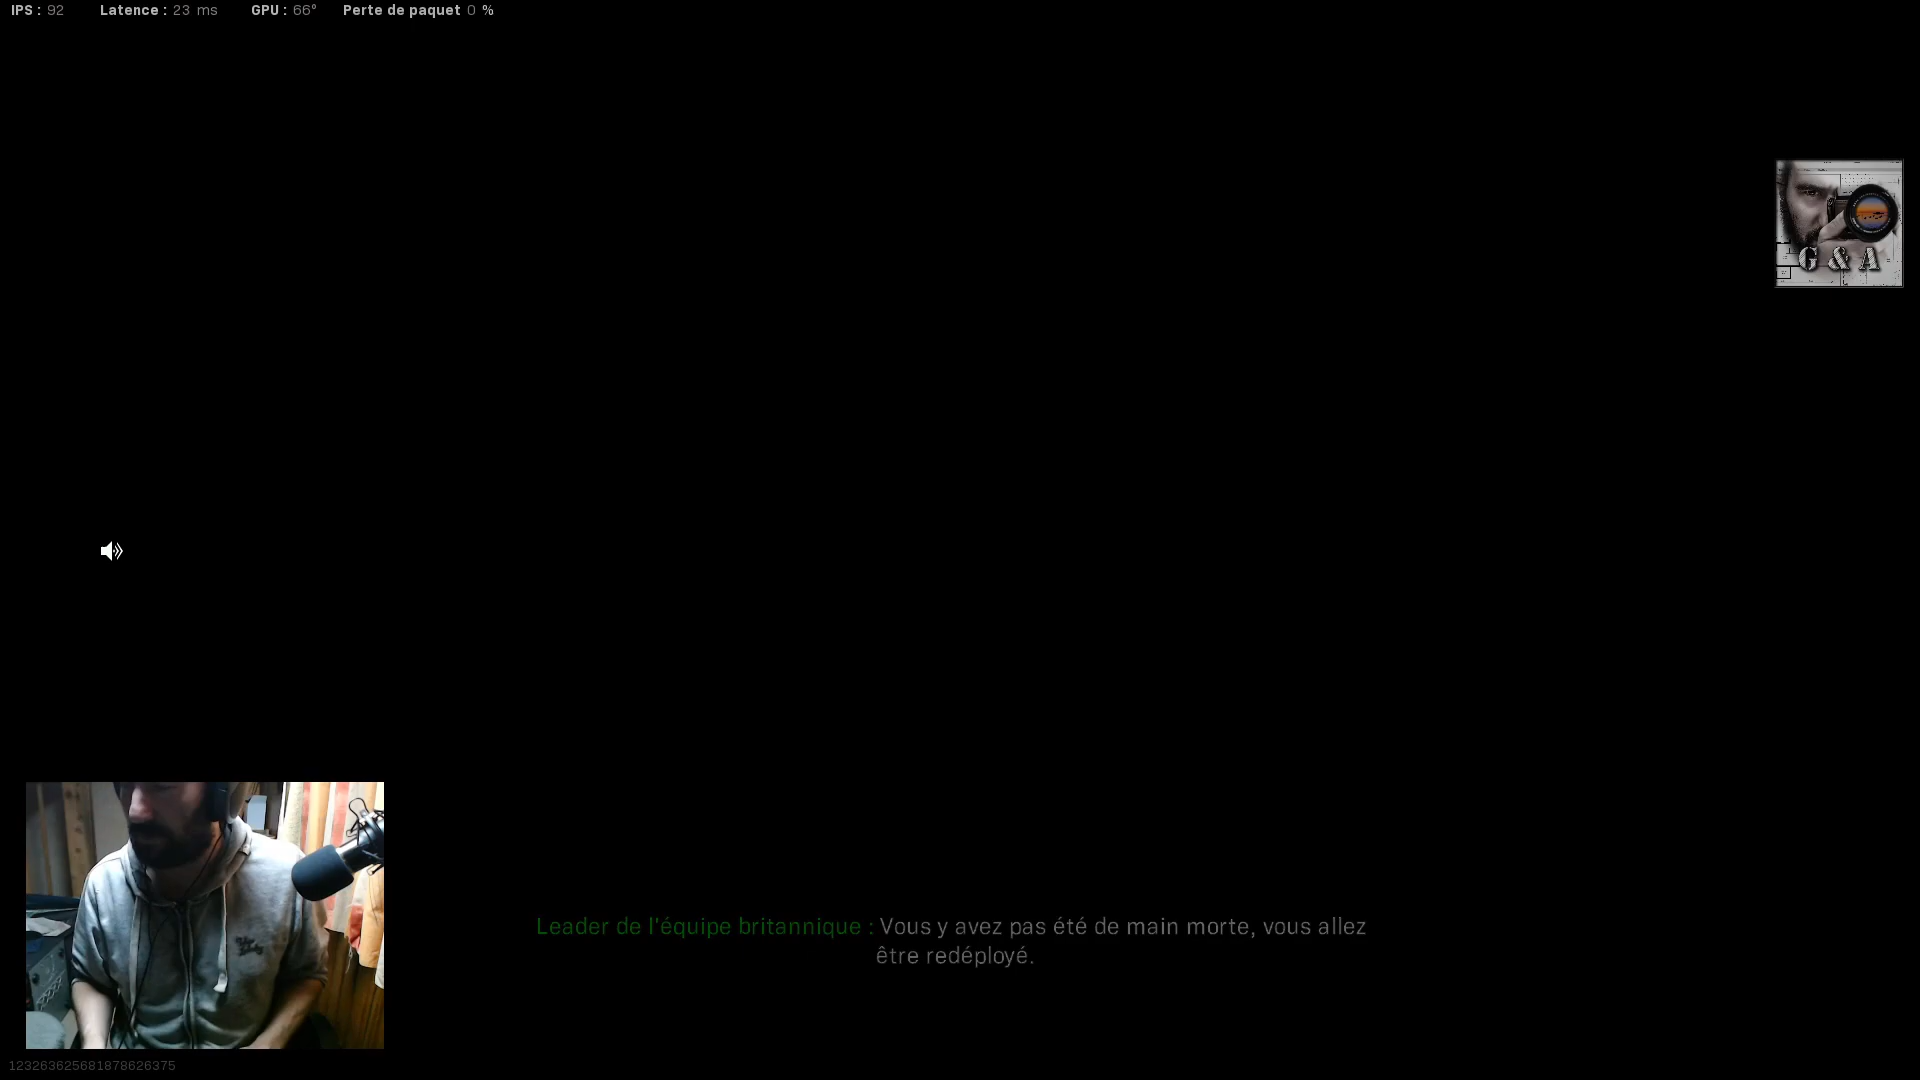 IPS : 92 Latence : 23 ms GPU : 66° Perte de paquet 0 %
G & A
Leader de l'équipe britannique : Vous y avez pas été de main morte, vous allez
être redéployé.
123263625681878626375